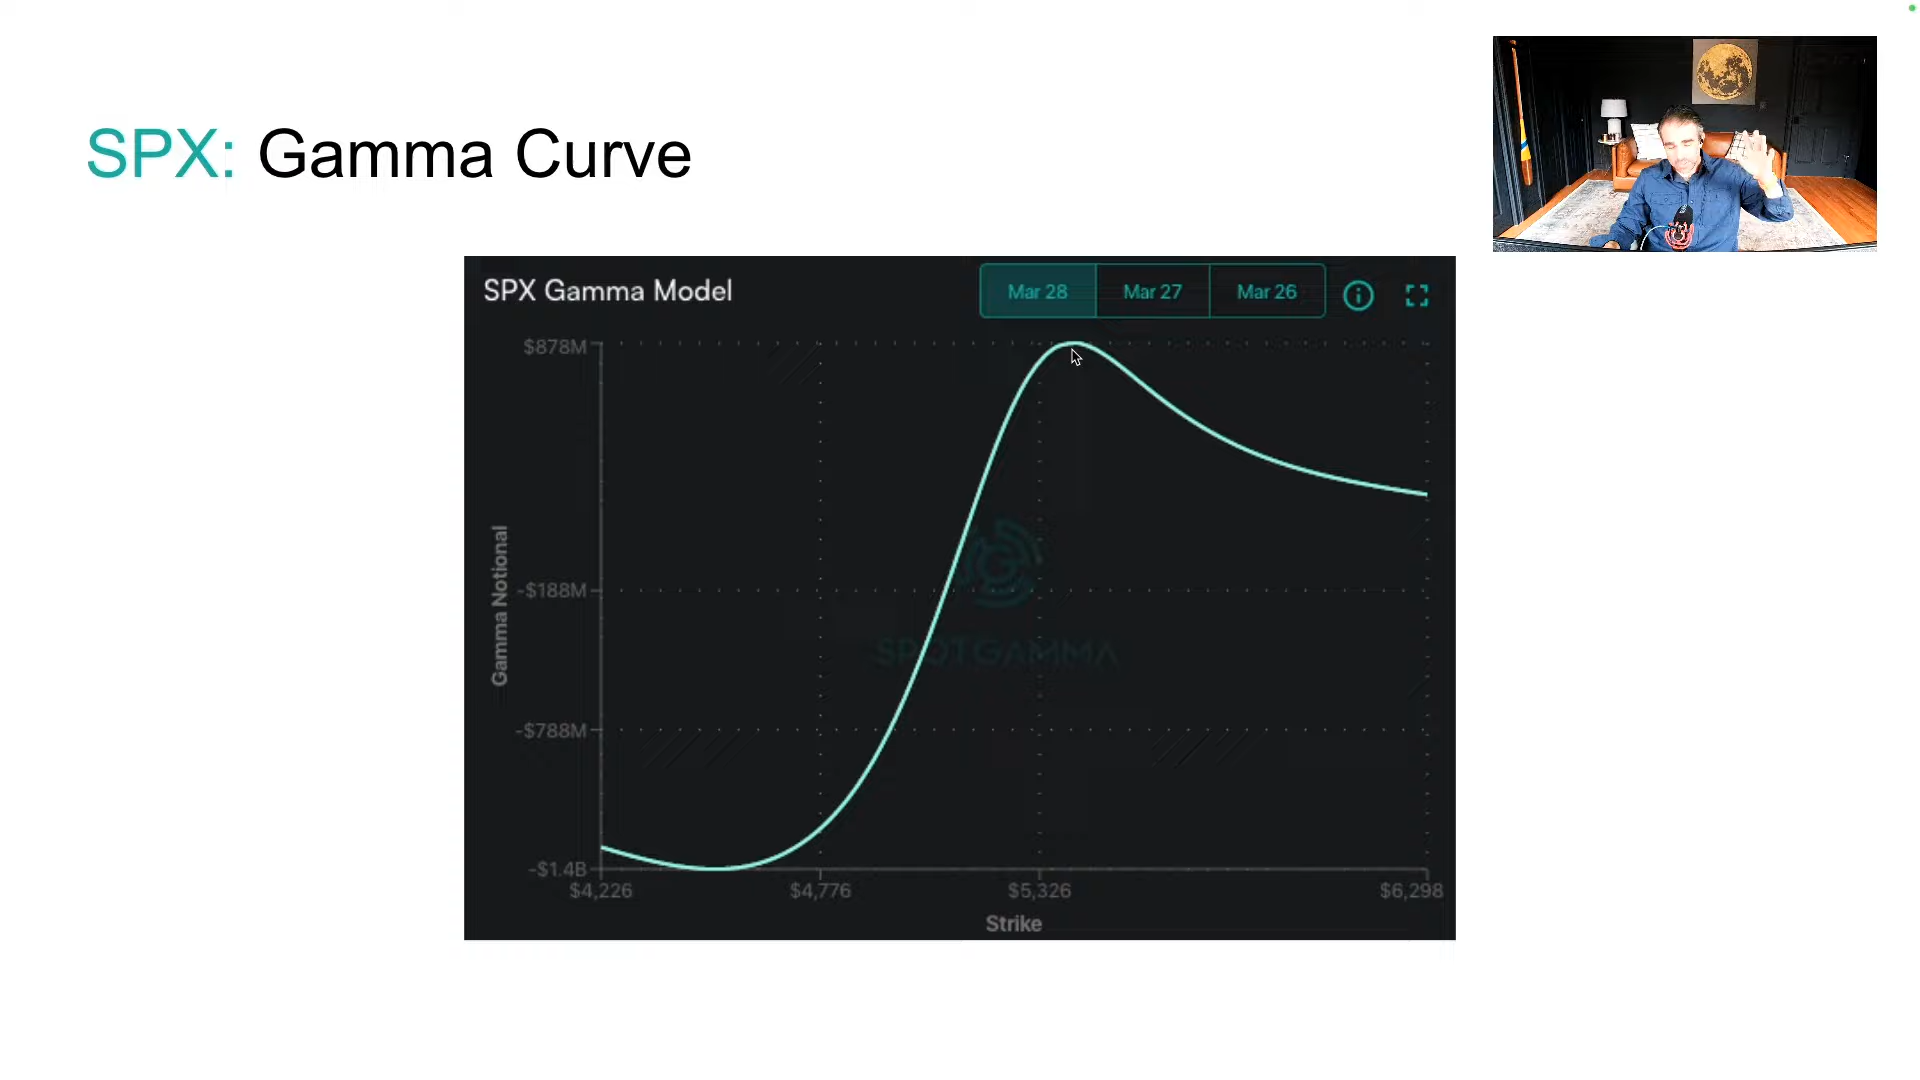 SPX: Gamma Curve
SPX Gamma Model
Mar 28
Mar 27
Mar 26
$878M
-$188M
-$788M
-$1.4B
Gamma Notional
SPOTGAMMA
$4,226
$4,776
$5,326
$6,298
Strike